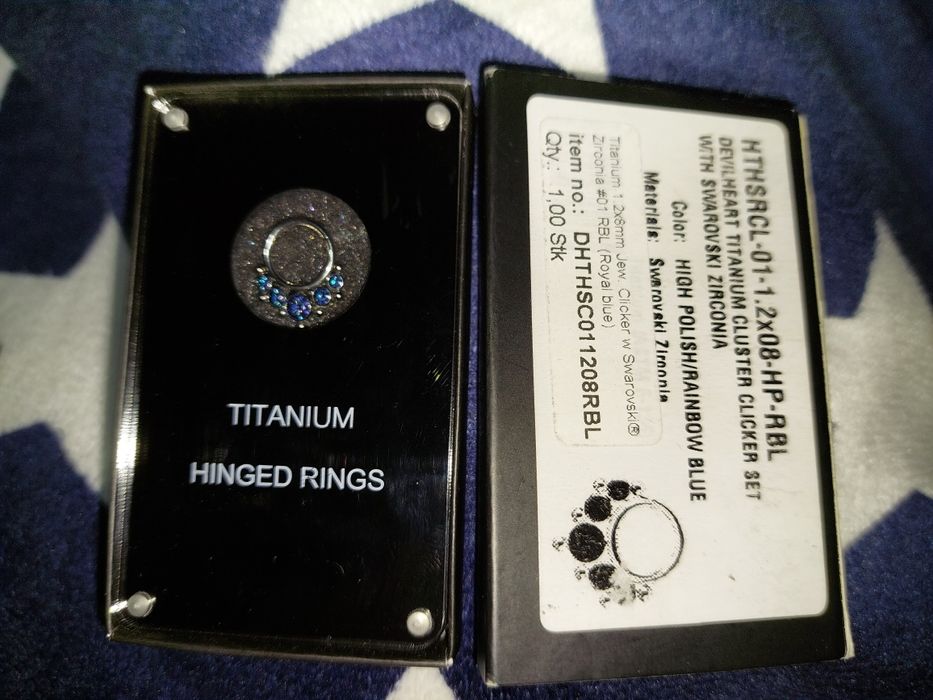 TITANIUM
HINGED RINGS
HTHSRCL-01-1.2x08-HP-RBL
DEVILHEART TITANIUM CLUSTER CLICKER SET
WITH SWAROVSKI ZIRCONIA
Color: HIGH POLISH/RAINBOW BLUE
Materials: Swarovski Zirconia
Titanium 1.2x8mm Jew. Clicker w Swarovski®
Zirconia #01 RBL (Royal blue)
item no.: DHTHSC011208RBL
Qty.: 1,00 Stk